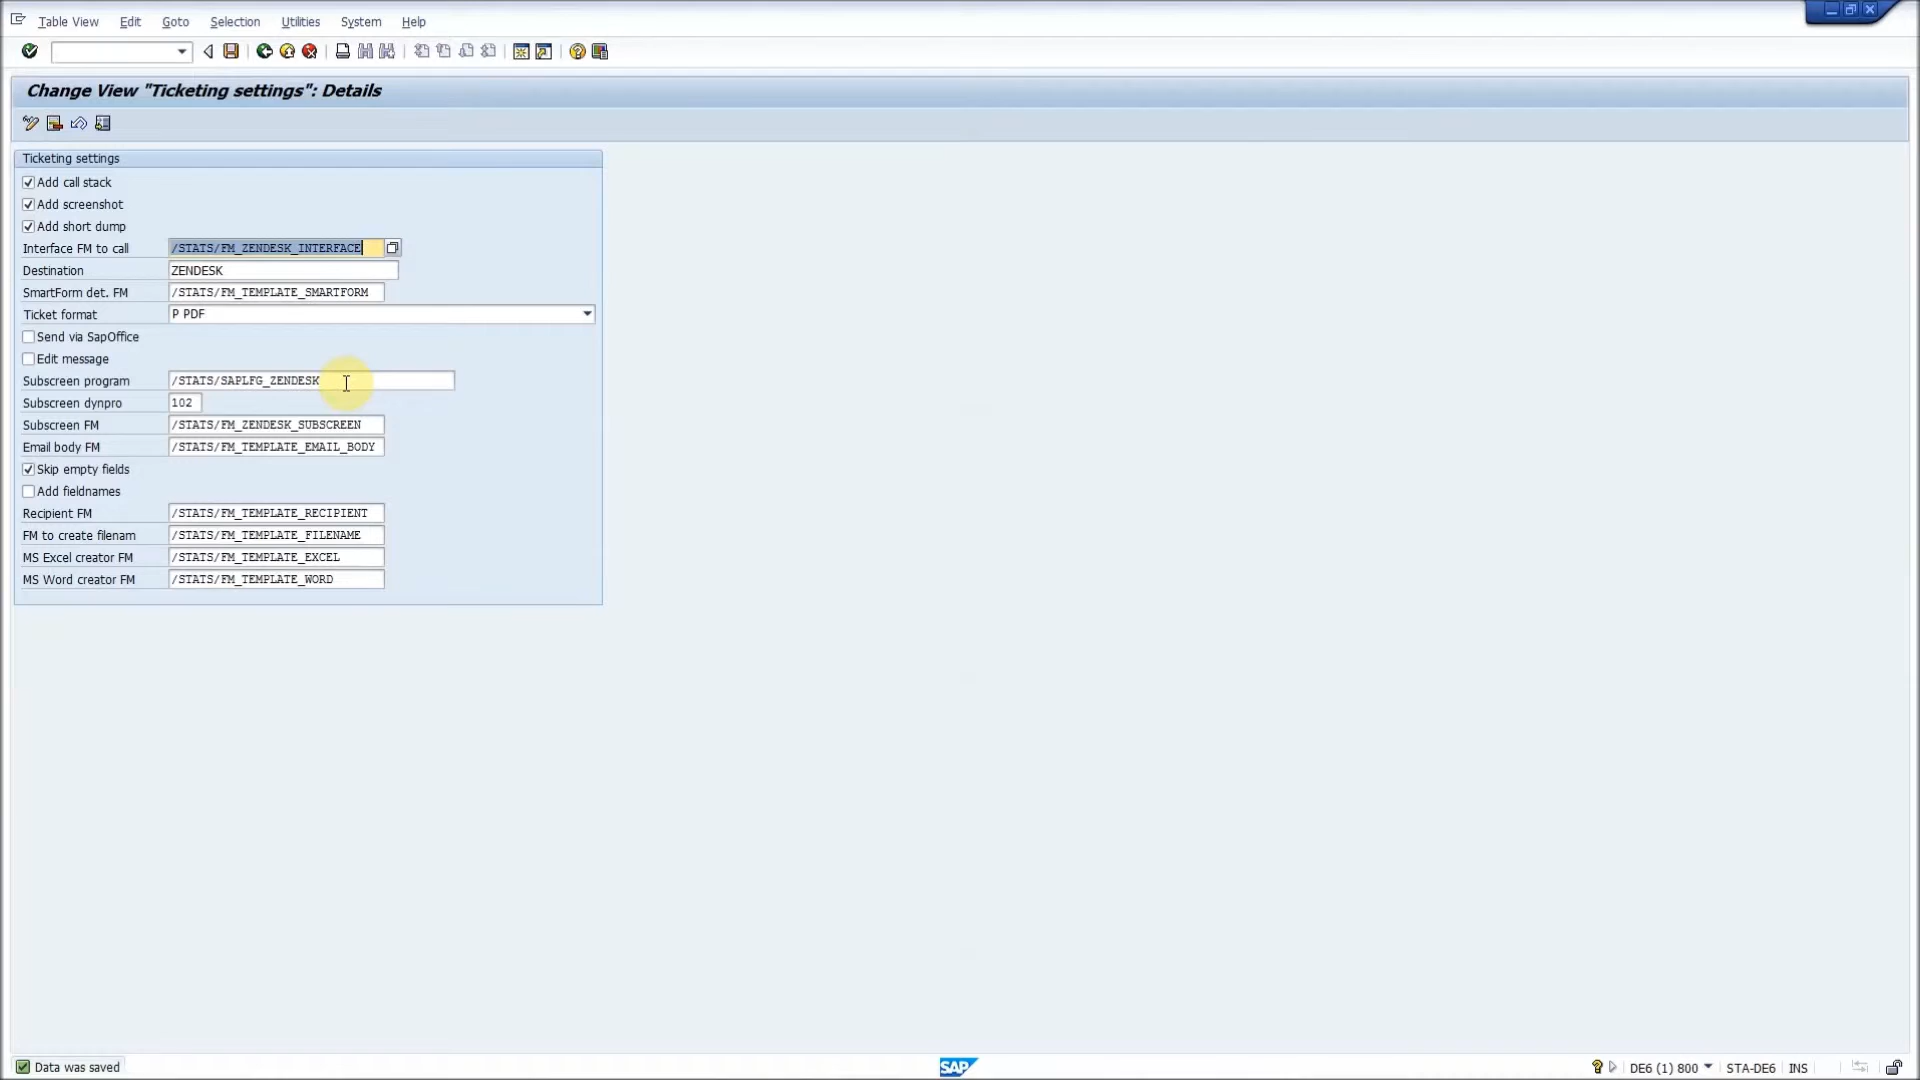 Table View Edit Goto Selection Utilities System Help
Change View "Ticketing settings": Details
Ticketing settings
Add call stack
Add screenshot
Add short dump
Interface FM to call /STATS/FM_ZENDESK_INTERFACE
Destination ZENDESK
SmartForm det. FM /STATS/FM_TEMPLATE_SMARTFORM
Ticket format P PDF
Send via SapOffice
Edit message
Subscreen program /STATS/SAPLFG_ZENDESK
Subscreen dynpro 102
Subscreen FM /STATS/FM_ZENDESK_SUBSCREEN
Email body FM /STATS/FM_TEMPLATE_EMAIL_BODY
Skip empty fields
Add fieldnames
Recipient FM /STATS/FM_TEMPLATE_RECIPIENT
FM to create filenam /STATS/FM_TEMPLATE_FILENAME
MS Excel creator FM /STATS/FM_TEMPLATE_EXCEL
MS Word creator FM /STATS/FM_TEMPLATE_WORD
Data was saved SAP DE6 (1) 800 STA-DE6 INS